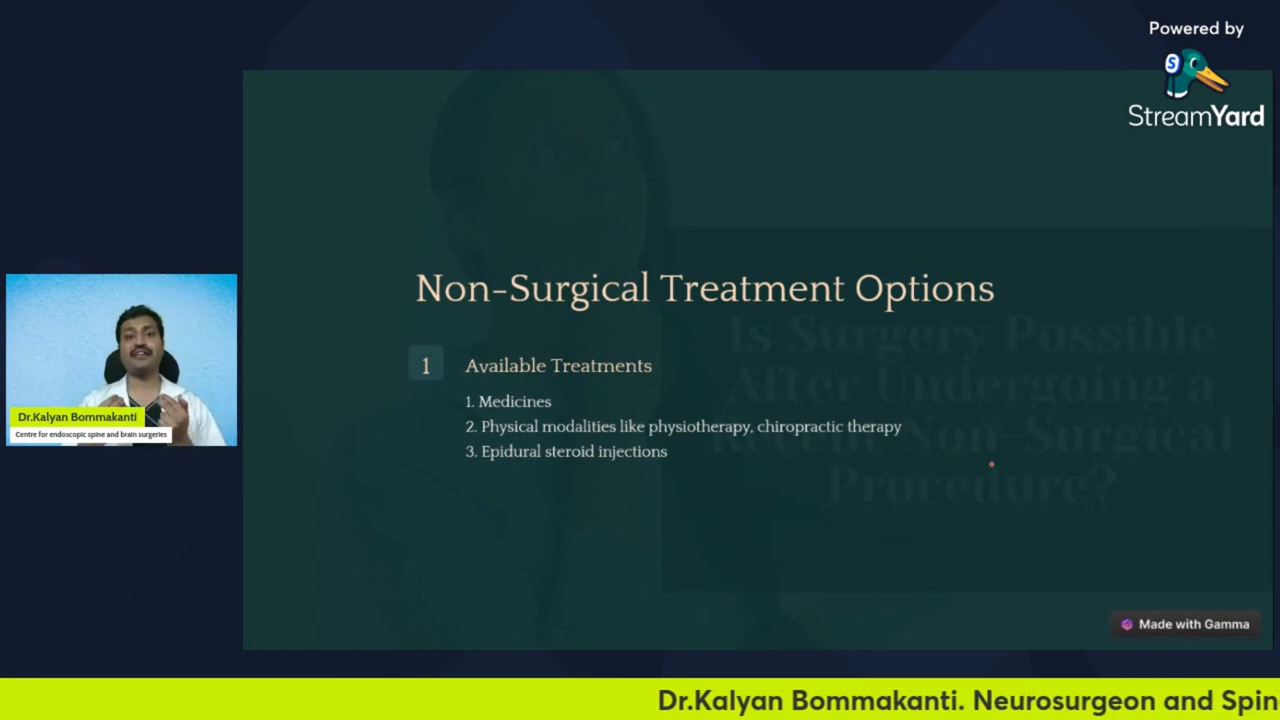 Powered by
StreamYard
Non-Surgical Treatment Options
1 Available Treatments
1. Medicines
2. Physical modalities like physiotherapy, chiropractic therapy
3. Epidural steroid injections
Is Surgery Possible
After Undergoing a
Recent Non-Surgical
Procedure?
Dr.Kalyan Bommakanti
Centre for endoscopic spine and brain surgeries
Made with Gamma
Dr.Kalyan Bommakanti. Neurosurgeon and Spin